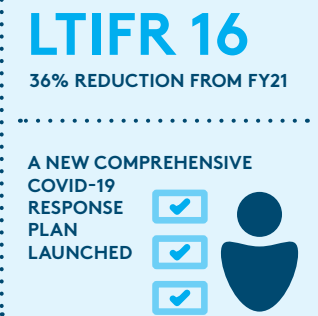 LTIFR 16
36% REDUCTION FROM FY21
A NEW COMPREHENSIVE
COVID-19
RESPONSE
PLAN
LAUNCHED